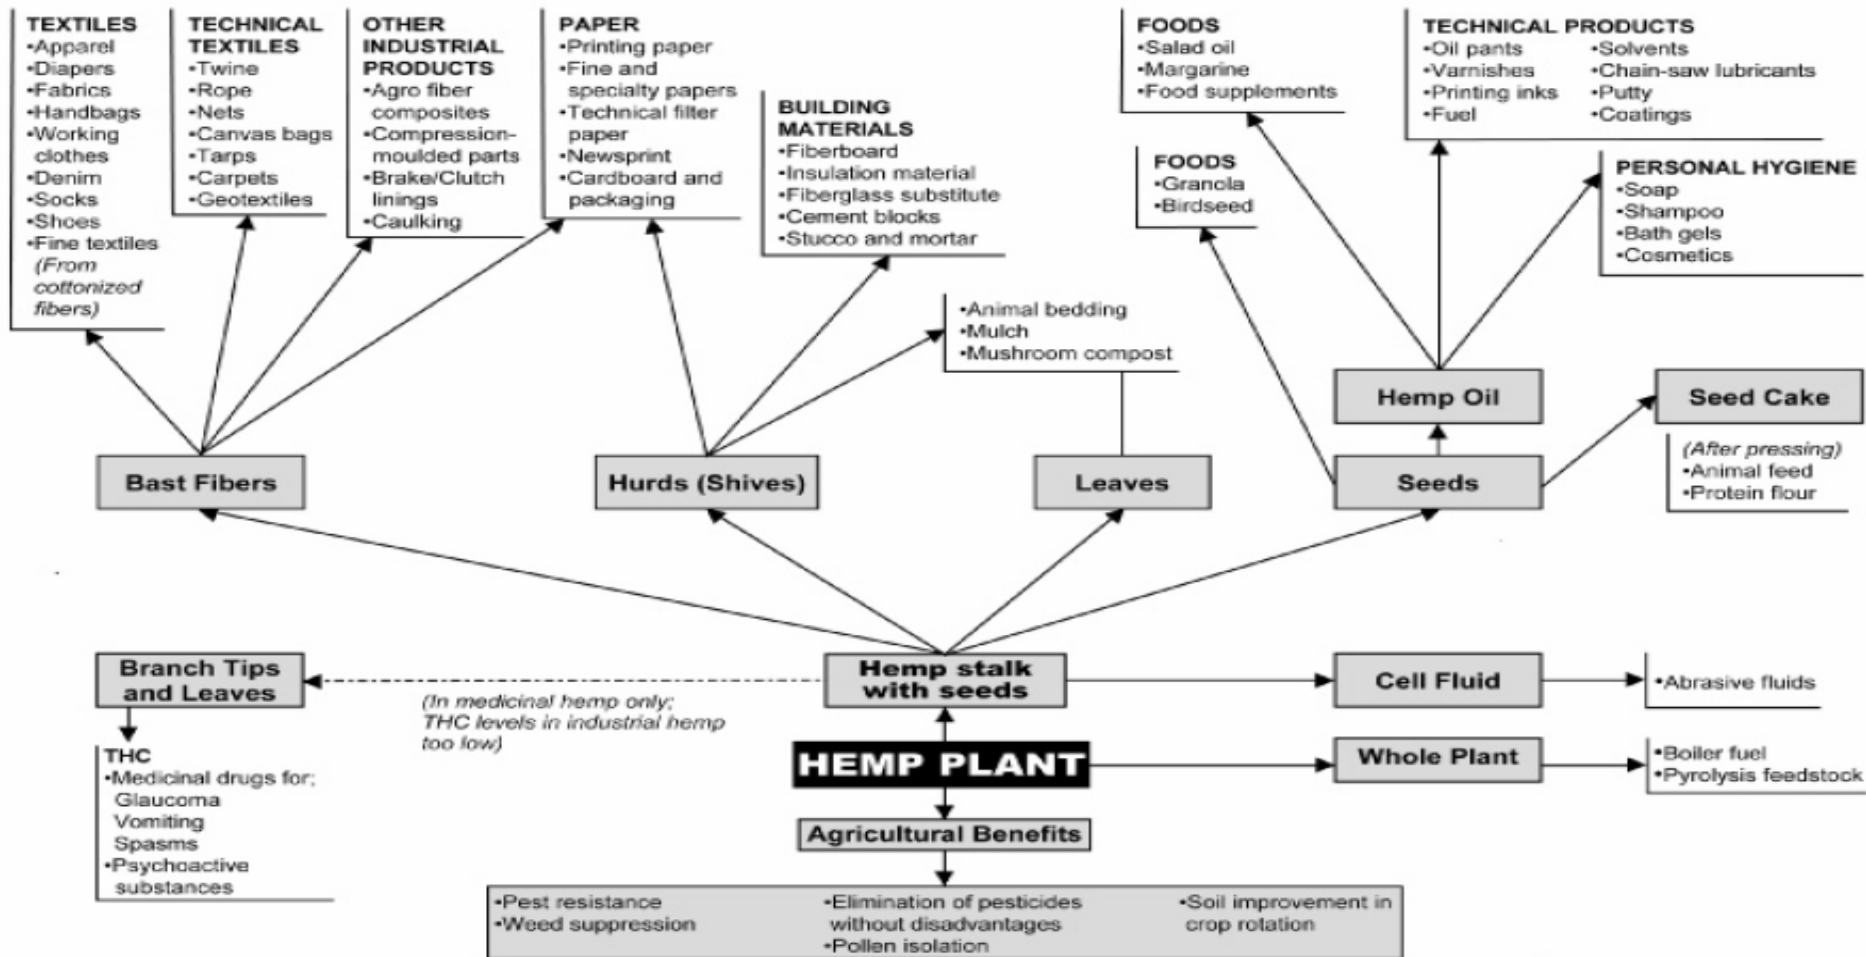 TEXTILES
•Apparel
•Diapers
•Fabrics
•Handbags
•Working
clothes
•Denim
•Socks
•Shoes
•Fine textiles
(From
cottonized
fibers)
TECHNICAL
TEXTILES
•Twine
•Rope
•Nets
•Canvas bags
•Tarps
•Carpets
•Geotextiles
OTHER
INDUSTRIAL
PRODUCTS
•Agro fiber
composites
•Compression-
moulded parts
•Brake/Clutch
linings
•Caulking
PAPER
•Printing paper
•Fine and
specialty papers
•Technical filter
paper
•Newsprint
•Cardboard and
packaging
BUILDING
MATERIALS
•Fiberboard
•Insulation material
•Fiberglass substitute
•Cement blocks
•Stucco and mortar
•Animal bedding
•Mulch
•Mushroom compost
FOODS
•Salad oil
•Margarine
•Food supplements
FOODS
•Granola
•Birdseed
TECHNICAL PRODUCTS
•Oil pants
•Varnishes
•Printing inks
•Fuel
•Solvents
•Chain-saw lubricants
•Putty
•Coatings
PERSONAL HYGIENE
•Soap
•Shampoo
•Bath gels
•Cosmetics
Hemp Oil
Seed Cake
(After pressing)
•Animal feed
•Protein flour
Bast Fibers
Hurds (Shives)
Leaves
Seeds
Branch Tips
and Leaves
(In medicinal hemp only;
THC levels in industrial hemp
too low)
Hemp stalk
with seeds
Cell Fluid
•Abrasive fluids
THC
•Medicinal drugs for;
Glaucoma
Vomiting
Spasms
•Psychoactive
substances
HEMP PLANT
Whole Plant
•Boiler fuel
•Pyrolysis feedstock
Agricultural Benefits
•Pest resistance
•Weed suppression
•Elimination of pesticides
without disadvantages
•Pollen isolation
•Soil improvement in
crop rotation